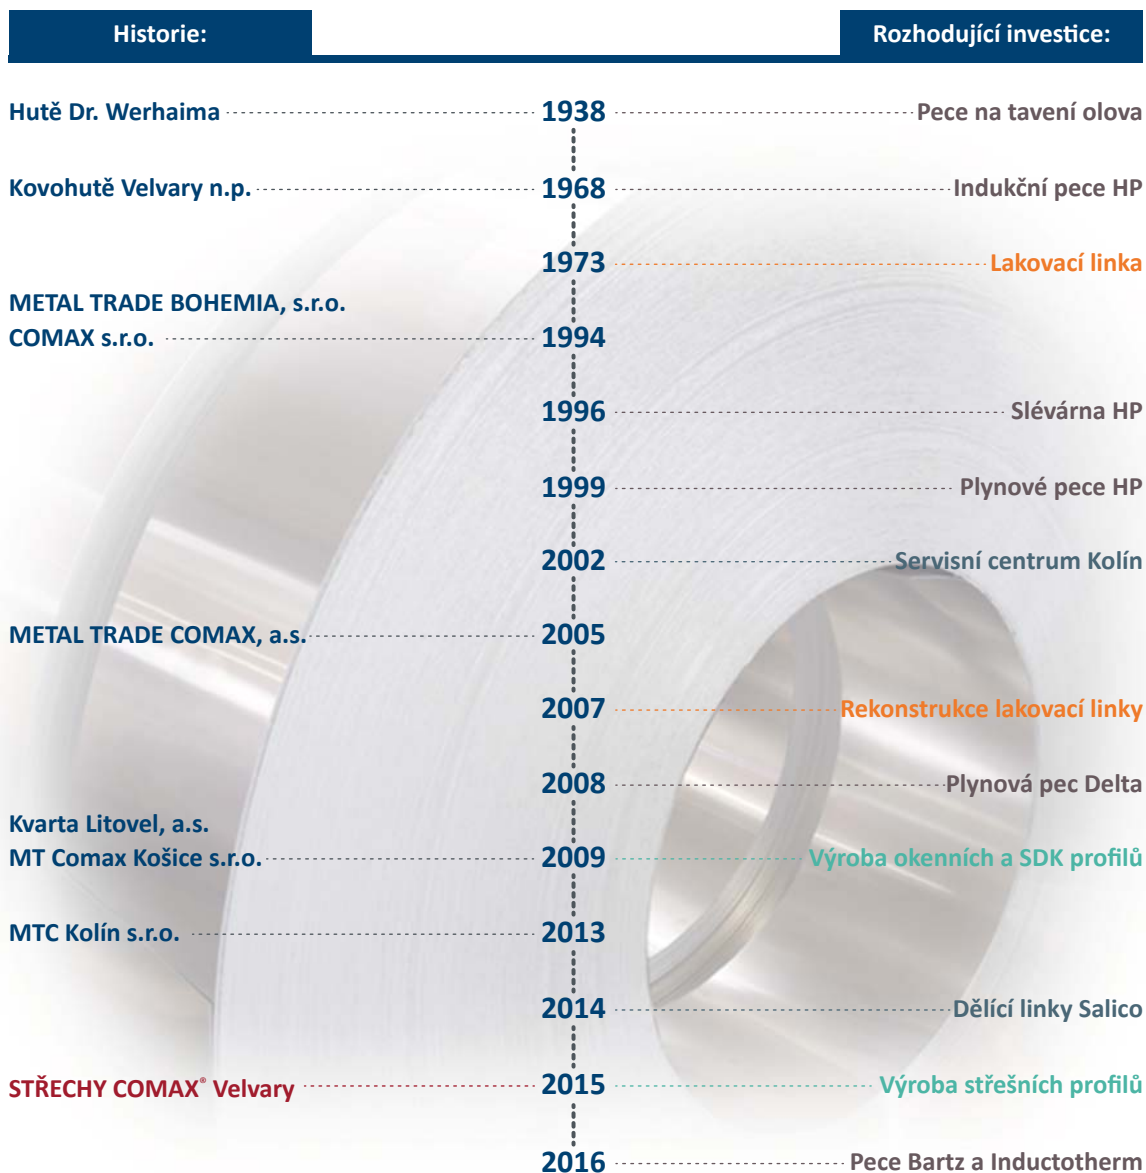 Historie: Rozhodující investice:
Hutě Dr. Werhaima 1938 Pece na tavení olova
Kovohutě Velvary n.p. 1968 Indukční pece HP
1973 Lakovací linka
METAL TRADE BOHEMIA, s.r.o.
COMAX s.r.o. 1994
1996 Slévárna HP
1999 Plynové pece HP
2002 Servisní centrum Kolín
METAL TRADE COMAX, a.s. 2005
2007 Rekonstrukce lakovací linky
2008 Plynová pec Delta
Kvarta Litovel, a.s.
MT Comax Košice s.r.o. 2009 Výroba okenních a SDK profilů
MTC Kolín s.r.o. 2013
2014 Dělící linky Salico
STŘECHY COMAX® Velvary 2015 Výroba střešních profilů
2016 Pece Bartz a Inductotherm